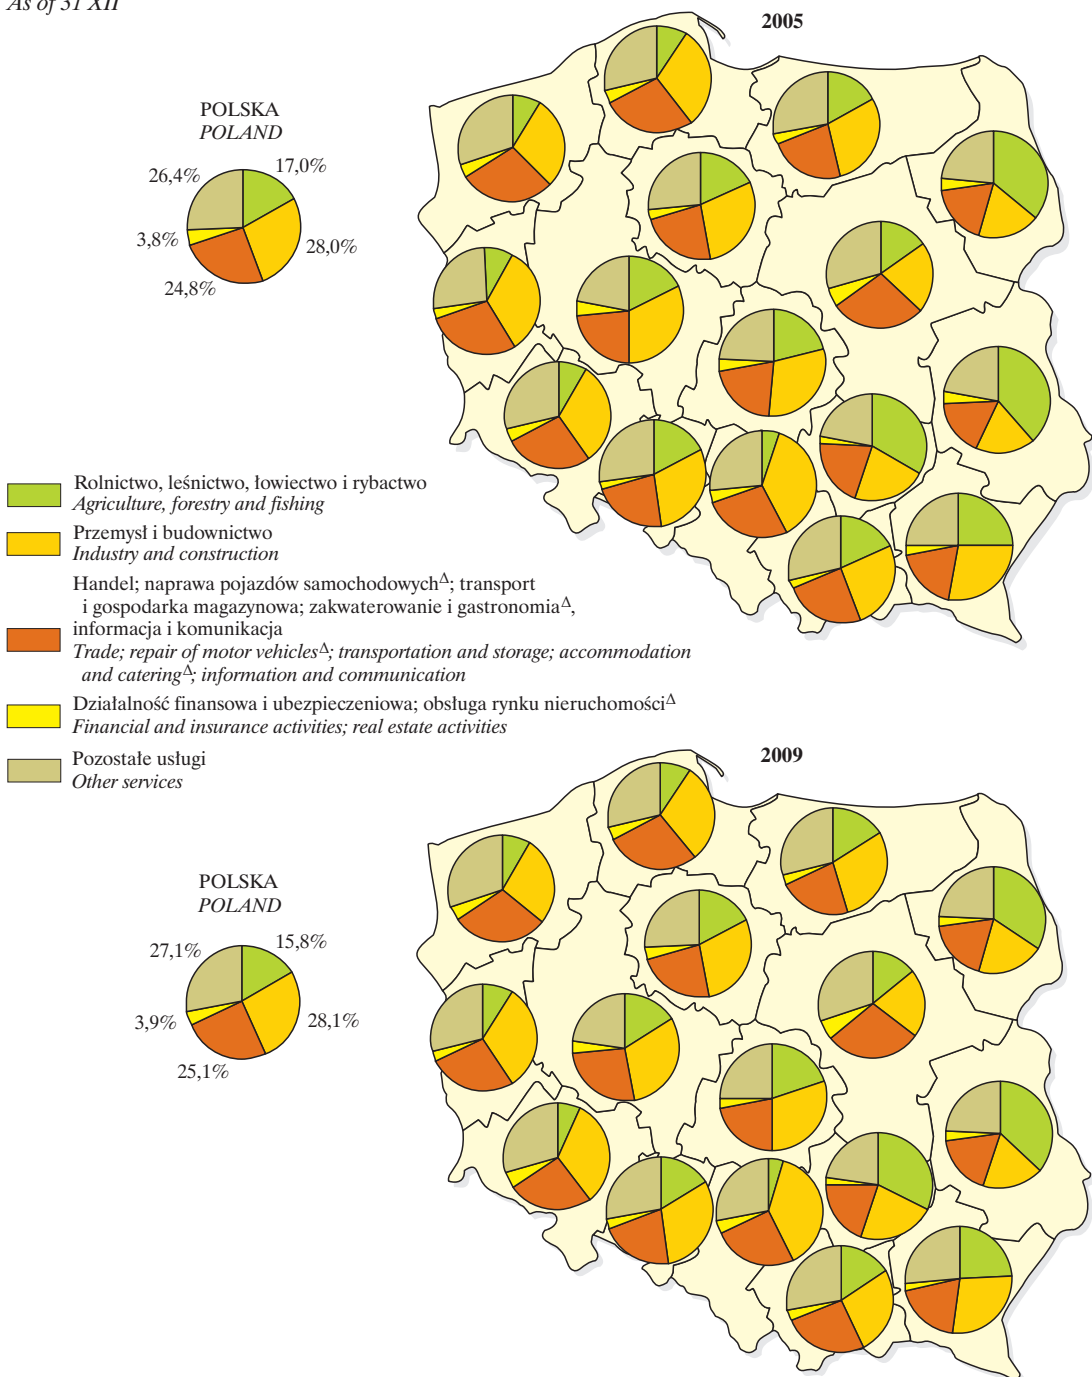 As of 31 XII
2005
POLSKA
POLAND
26,4%
17,0%
3,8%
28,0%
24,8%
Rolnictwo, leśnictwo, łowiectwo i rybactwo
Agriculture, forestry and fishing
Przemysł i budownictwo
Industry and construction
Handel; naprawa pojazdów samochodowych∆; transport
i gospodarka magazynowa; zakwaterowanie i gastronomia∆,
informacja i komunikacja
Trade; repair of motor vehicles∆; transportation and storage; accommodation
and catering∆; information and communication
Działalność finansowa i ubezpieczeniowa; obsługa rynku nieruchomości∆
Financial and insurance activities; real estate activities
Pozostałe usługi
Other services
2009
POLSKA
POLAND
27,1%
15,8%
3,9%
28,1%
25,1%